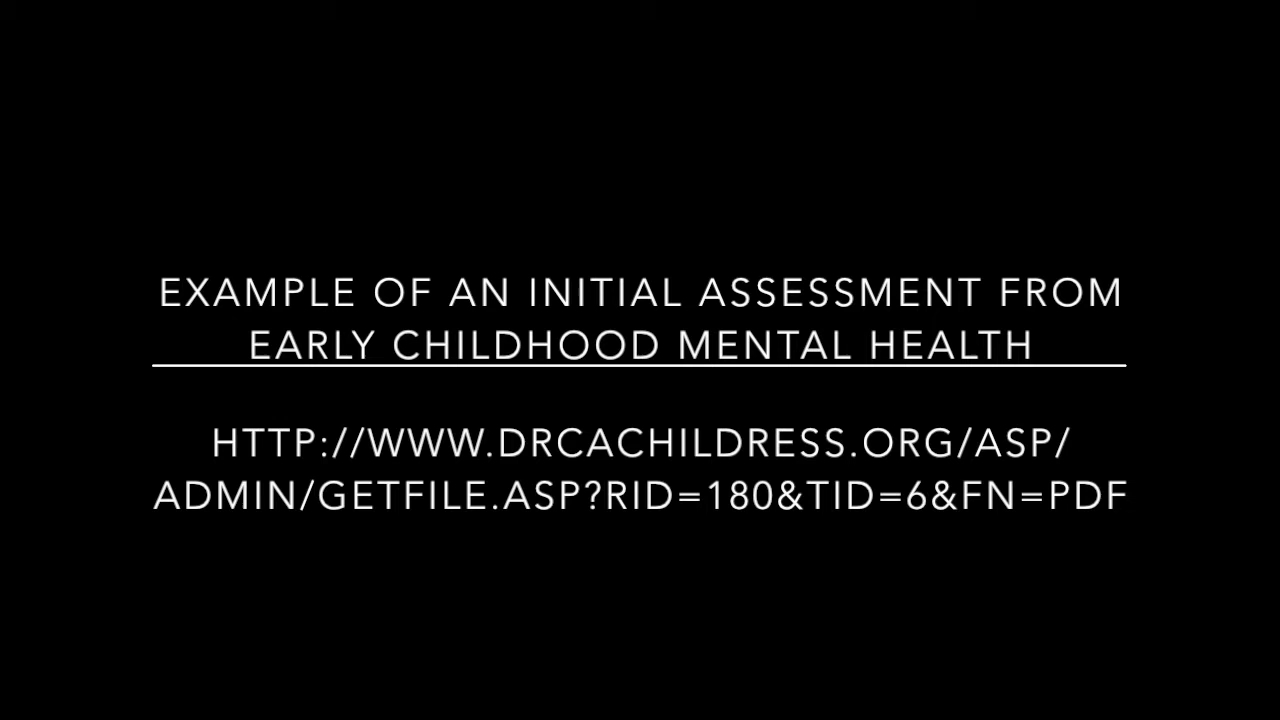 EXAMPLE OF AN INITIAL ASSESSMENT FROM
EARLY CHILDHOOD MENTAL HEALTH
HTTP://WWW.DRCACHILDRESS.ORG/ASP/
ADMIN/GETFILE.ASP?RID=180&TID=6&FN=PDF